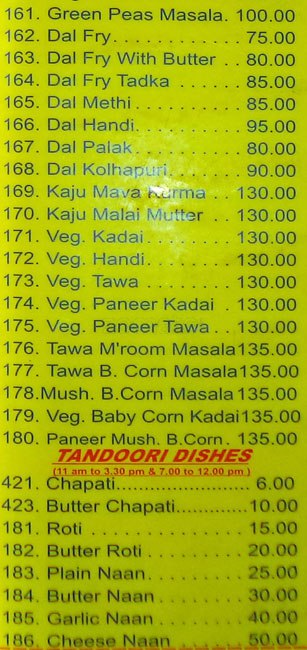 161. Green Peas Masala. 100.00
162. Dal Fry. . . . . . . . . . . . . 75.00
163. Dal Fry With Butter . . 80.00
164. Dal Fry Tadka . . . . . . . 85.00
165. Dal Methi. . . . . . . . . . . 85.00
166. Dal Handi. . . . . . . . . . . 95.00
167. Dal Palak. . . . . . . . . . . 80.00
168. Dal Kolhapuri. . . . . . . . 90.00
169. Kaju Mava Kurma . . 130.00
170. Kaju Malai Mutter . . 130.00
171. Veg. Kadai. . . . . . . . 130.00
172. Veg. Handi. . . . . . . . 130.00
173. Veg. Tawa . . . . . . . . 130.00
174. Veg. Paneer Kadai . 130.00
175. Veg. Paneer Tawa . . 130.00
176. Tawa M'room Masala135.00
177. Tawa B. Corn Masala135.00
178.Mush. B.Corn Masala135.00
179. Veg. Baby Corn Kadai135.00
180. Paneer Mush. B.Corn. 135.00
TANDOORI DISHES
(11 am to 3.30 pm & 7.00 to 12.00 pm )
421. Chapati....................... 6.00
423. Butter Chapati............10.00
181. Roti . . . . . . . . . . . . . 15.00
182. Butter Roti . . . . . . . . . 20.00
183. Plain Naan. . . . . . . . . 25.00
184. Butter Naan . . . . . . . . 30.00
185. Garlic Naan . . . . . . . . 40.00
186. Cheese Naan . . . . . . . 50.00